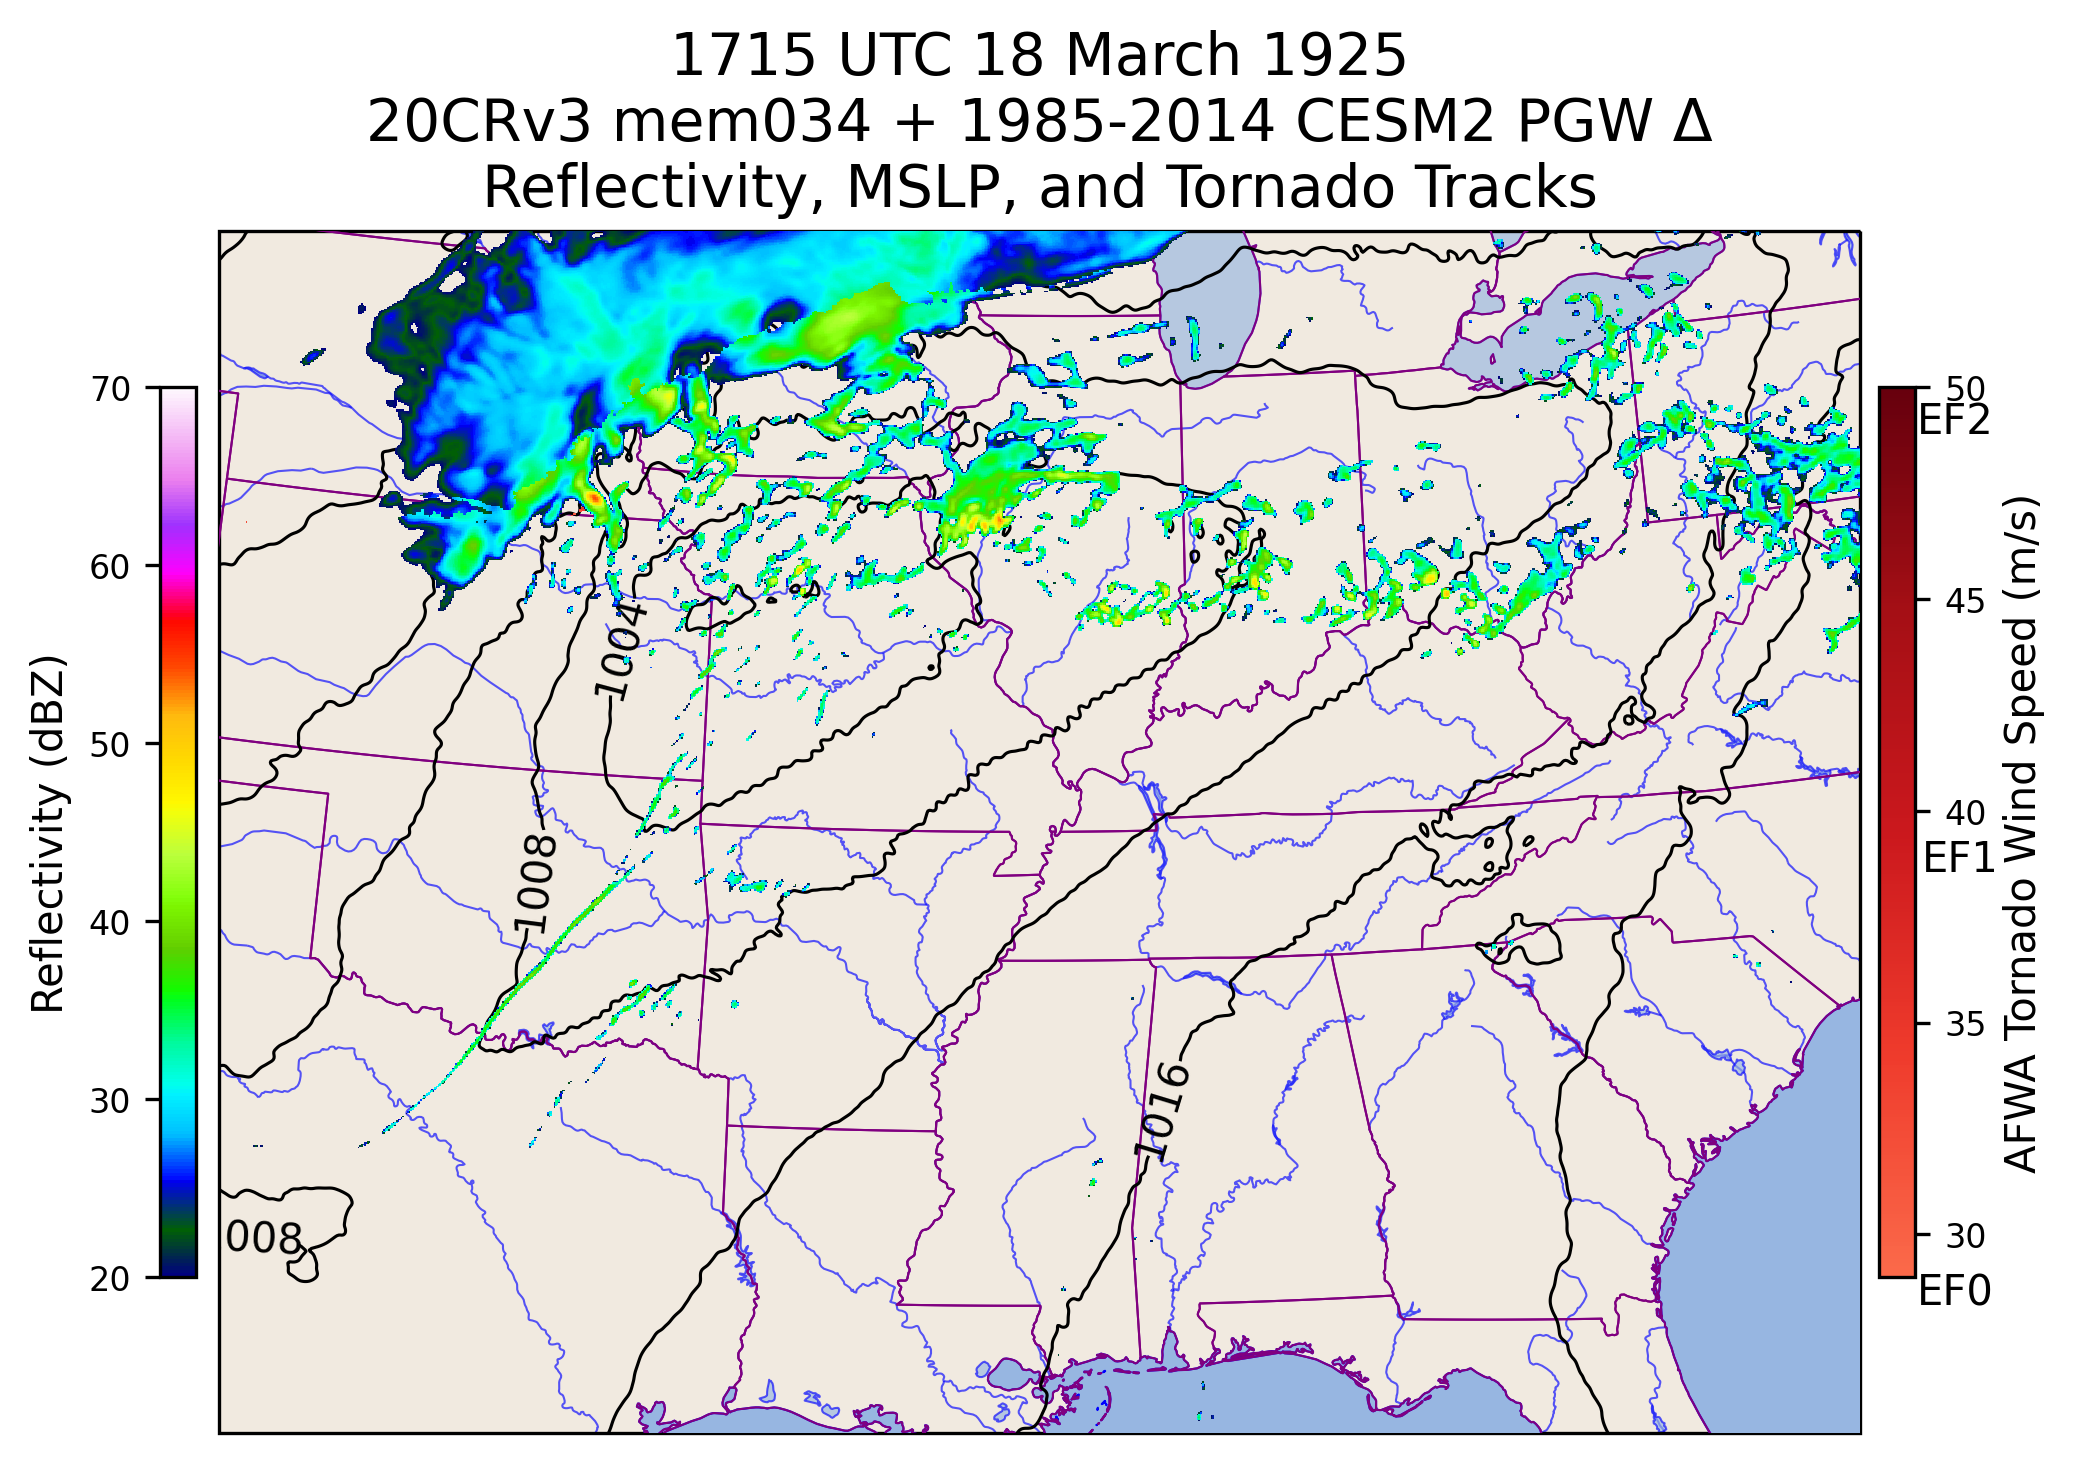 1715 UTC 18 March 1925
20CRv3 mem034 + 1985-2014 CESM2 PGW Δ
Reflectivity, MSLP, and Tornado Tracks
70
60
50
40
30
20
Reflectivity (dBZ)
1004
1008
1016
008
50
EF2
45
40
EF1
35
30
EF0
AFWA Tornado Wind Speed (m/s)